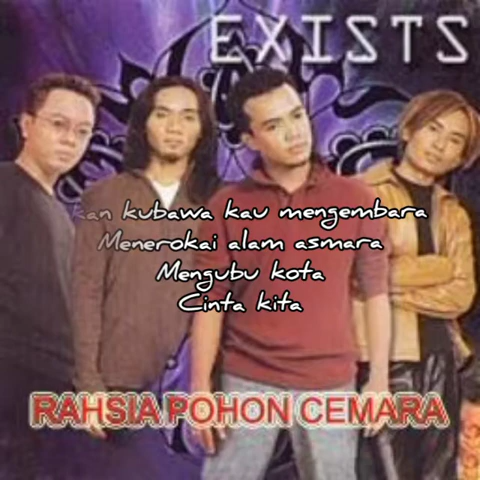 EXISTS
kan kubawa kau mengembara
Menerokai alam asmara
Mengubu kota
Cinta kita
RAHSIA POHON CEMARA